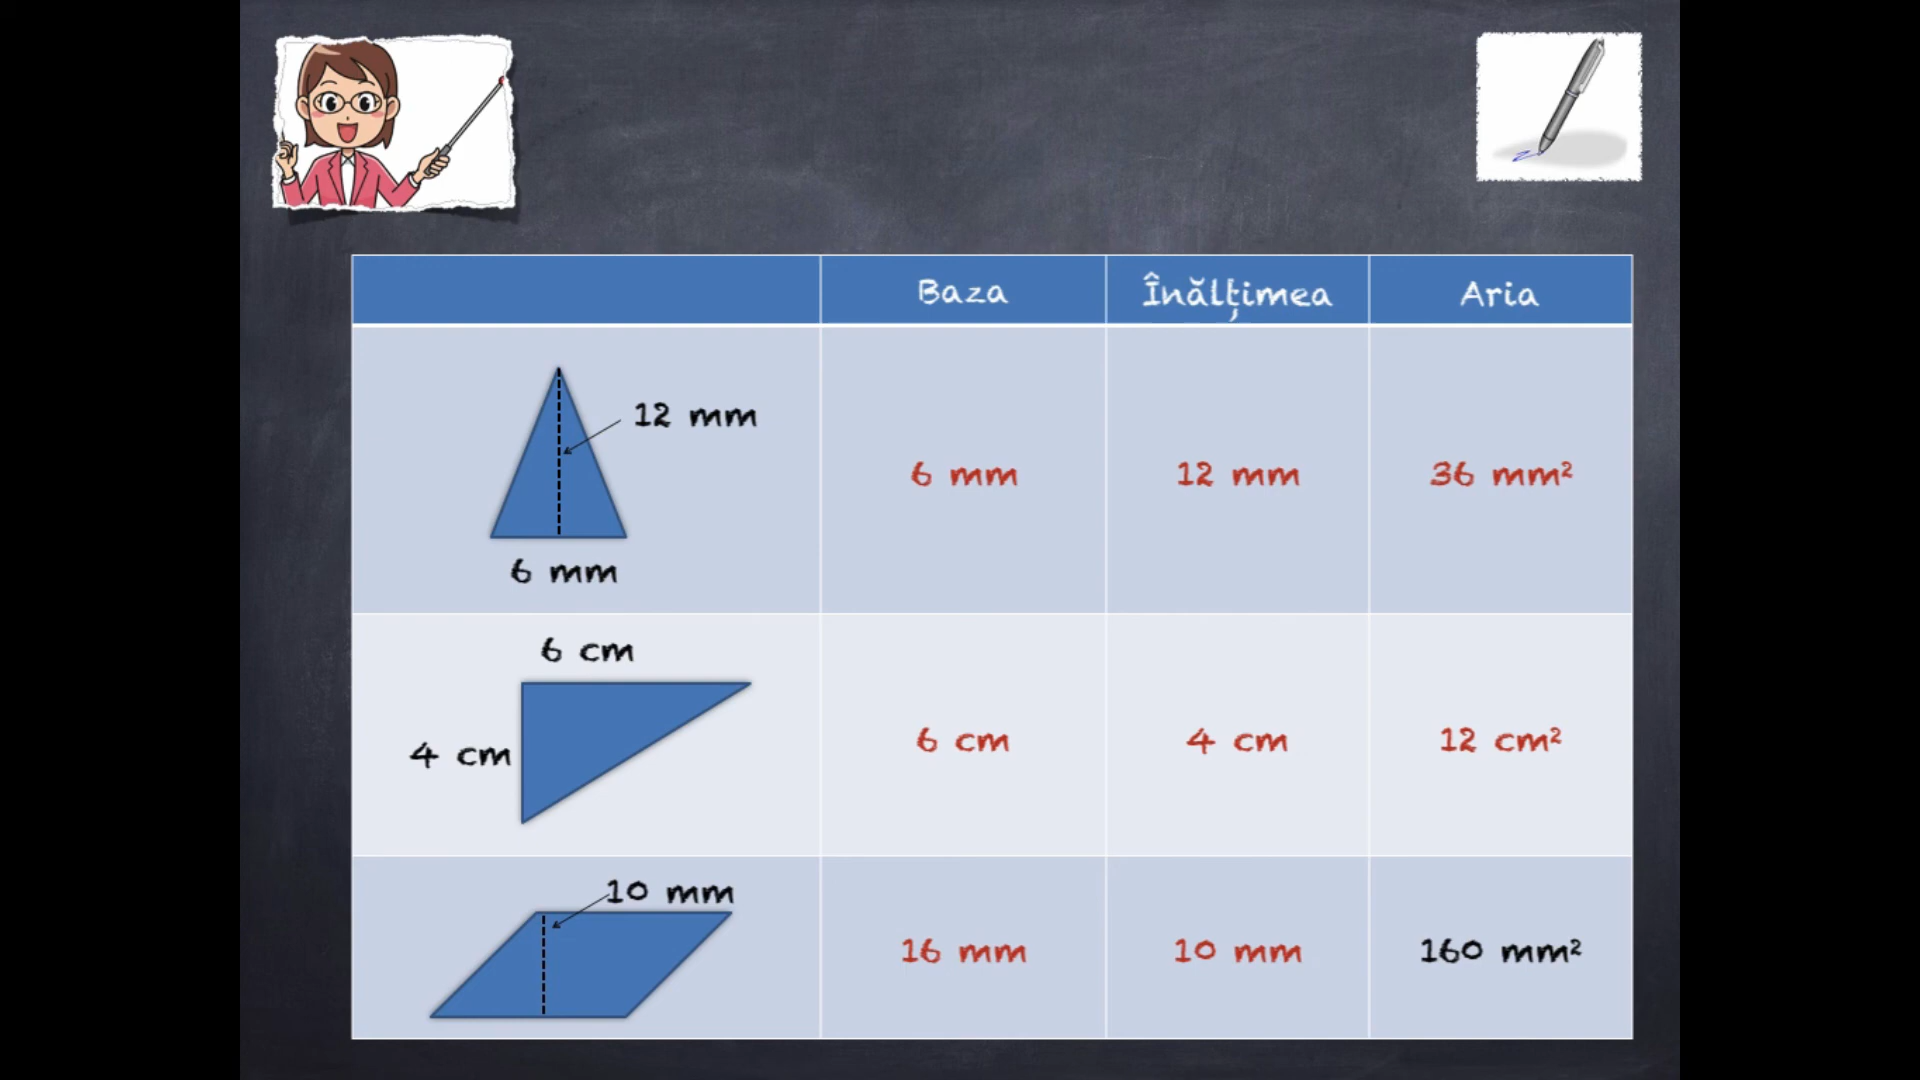 Baza Înălțimea Aria
12 mm
6 mm
6 mm 12 mm 36 mm²
6 cm
4 cm
6 cm 4 cm 12 cm²
10 mm
16 mm 10 mm 160 mm²